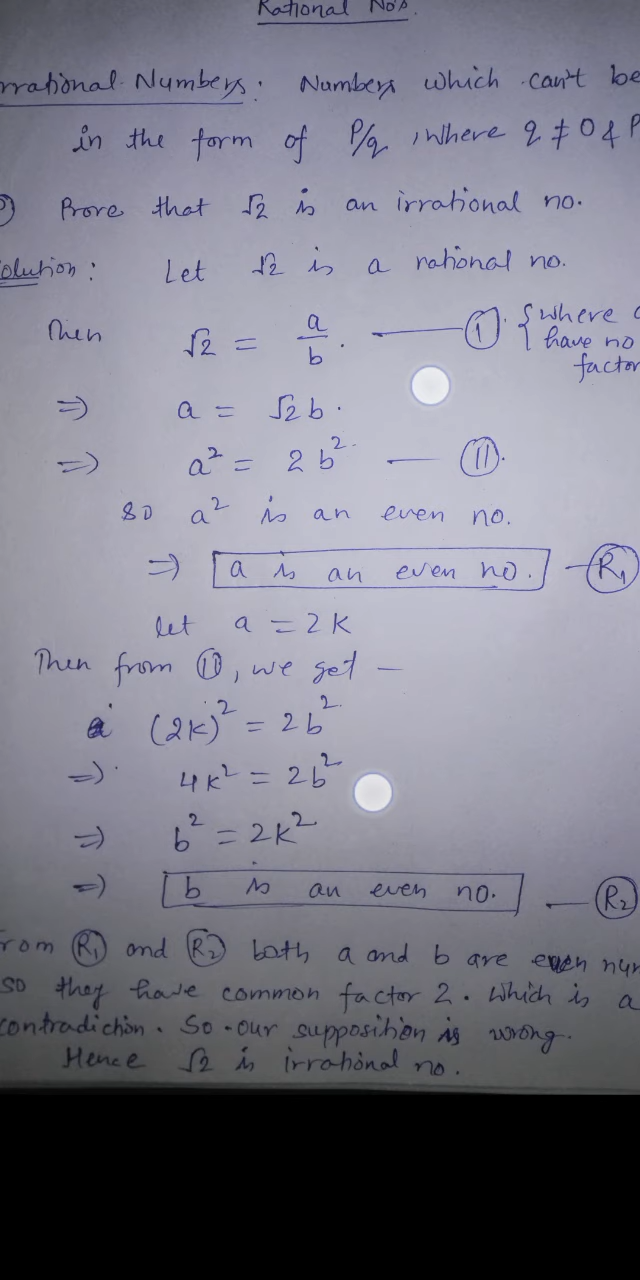 Rational No's.
rrational Numbers: Numbers which can't be
in the form of P/q, where q ≠ 0 & P
Prove that √2 is an irrational no.
olution: Let √2 is a rational no.
Then √2 = a/b. — (I) {where a
have no
factor
=> a = √2 b.
=> a² = 2b² — (II).
so a² is an even no.
=> a is an even no. — R₁
let a = 2K
Then from (II), we get —
(2K)² = 2b²
=> 4K² = 2b²
=> b² = 2K²
=> b is an even no. — R₂
rom R₁ and R₂ both a and b are even num
so they have common factor 2. Which is a
contradiction. So our supposition is wrong.
Hence √2 is irrational no.